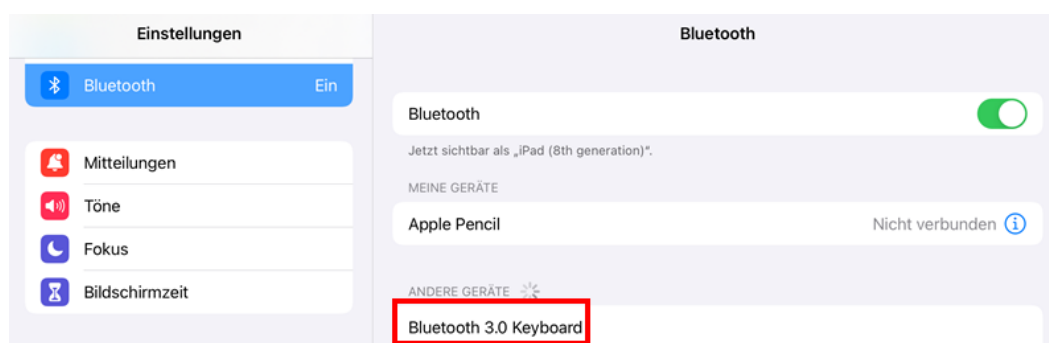 Einstellungen
Bluetooth Ein
Mitteilungen
Töne
Fokus
Bildschirmzeit
Bluetooth
Bluetooth
Jetzt sichtbar als „iPad (8th generation)“.
MEINE GERÄTE
Apple Pencil Nicht verbunden
ANDERE GERÄTE
Bluetooth 3.0 Keyboard